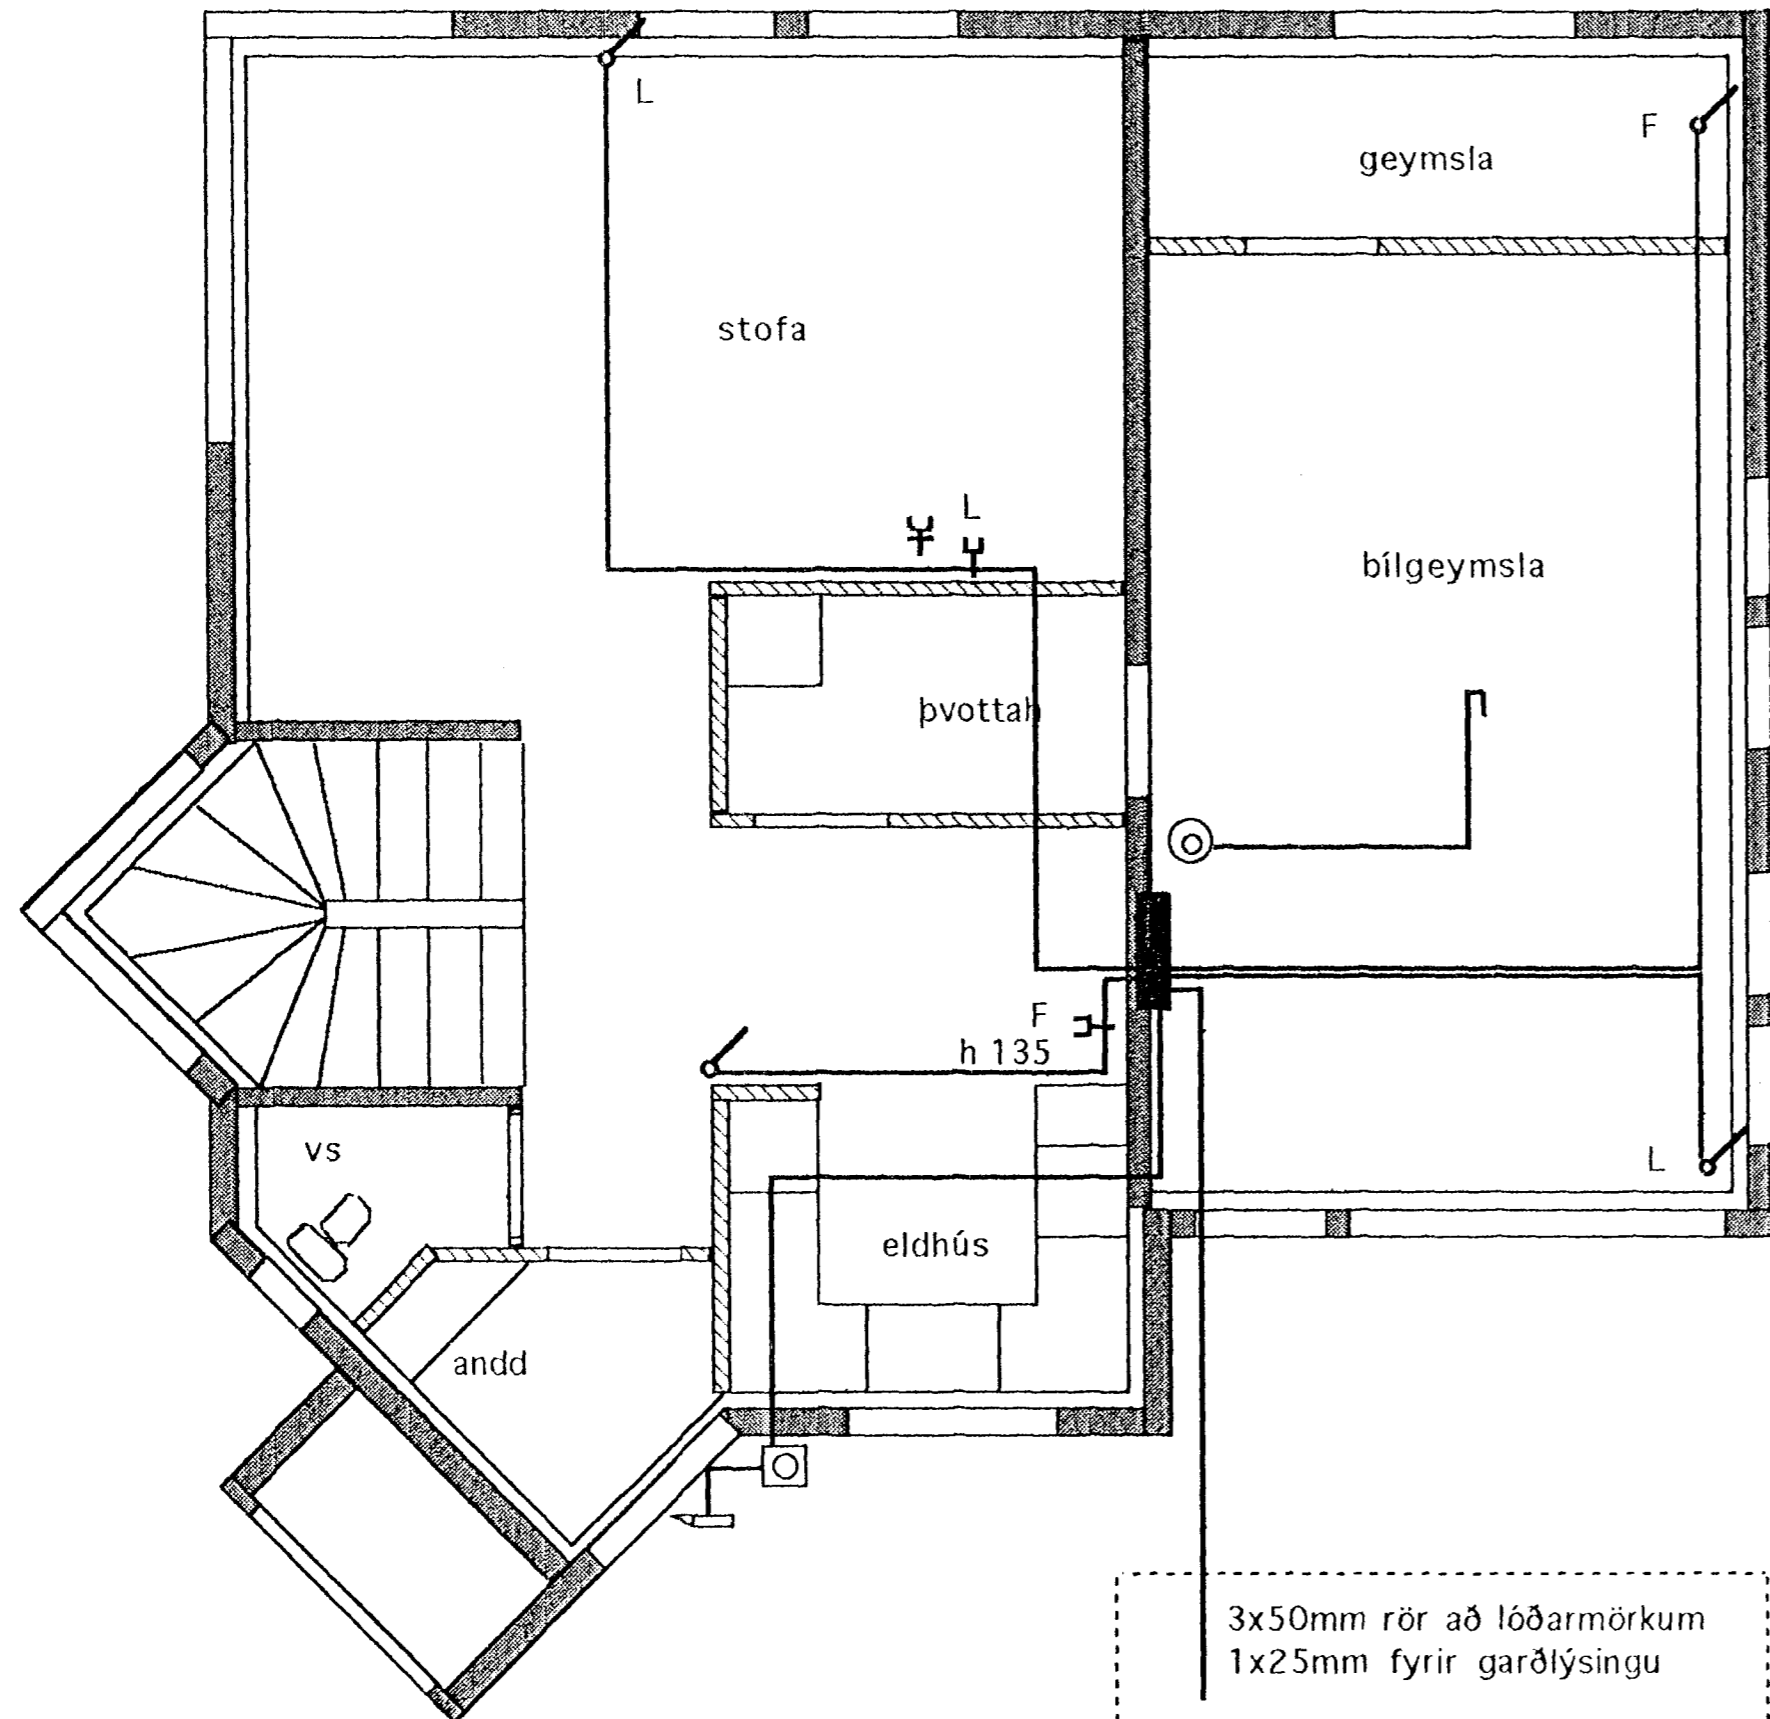 L
F
geymsla
stofa
L
bílgeymsla
þvottah
F
h 135
vs
L
eldhús
andd
3x50mm rör að lóðarmörkum
1x25mm fyrir garðlýsingu